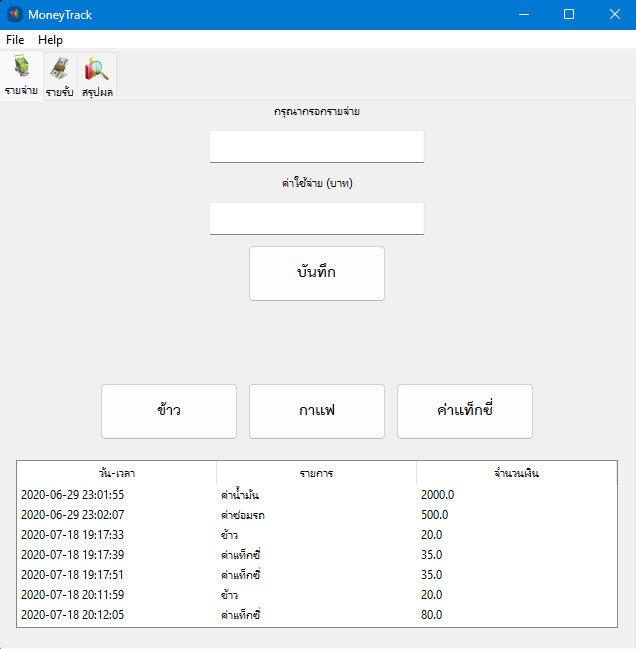 MoneyTrack
File Help
รายจ่าย รายรับ สรุปผล
กรุณากรอกรายจ่าย
ค่าใช้จ่าย (บาท)
บันทึก
ข้าว กาแฟ ค่าแท็กซี่
วัน-เวลา รายการ จำนวนเงิน
2020-06-29 23:01:55 ค่าน้ำมัน 2000.0
2020-06-29 23:02:07 ค่าซ่อมรถ 500.0
2020-07-18 19:17:33 ข้าว 20.0
2020-07-18 19:17:39 ค่าแท็กซี่ 35.0
2020-07-18 19:17:51 ค่าแท็กซี่ 35.0
2020-07-18 20:11:59 ข้าว 20.0
2020-07-18 20:12:05 ค่าแท็กซี่ 80.0